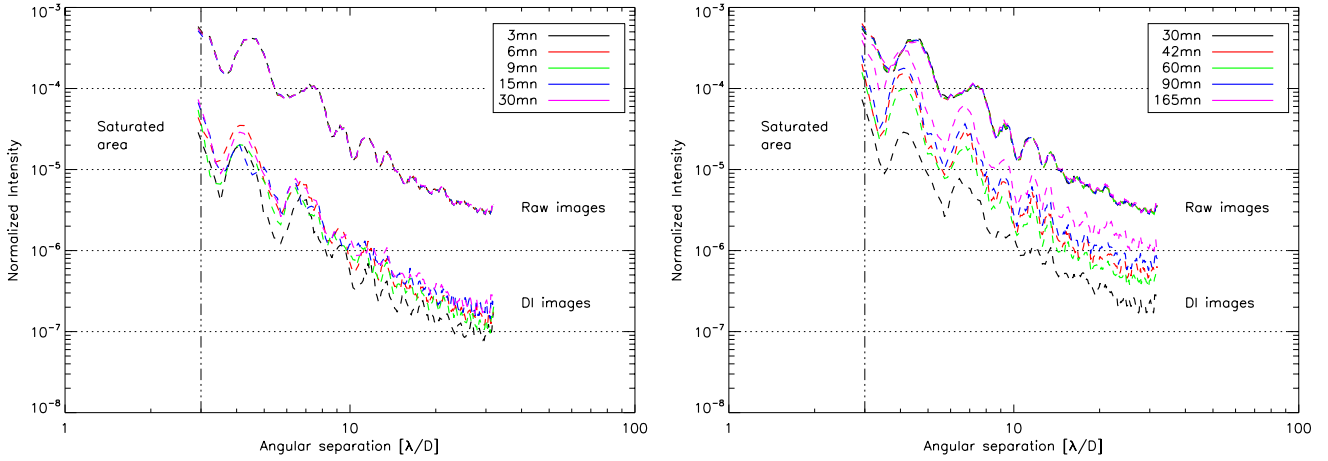 10⁻³
10⁻⁴
10⁻⁵
10⁻⁶
10⁻⁷
10⁻⁸
Normalized Intensity
3mn
6mn
9mn
15mn
30mn
Saturated
area
Raw images
DI images
1
10
100
Angular separation [λ/D]
10⁻³
10⁻⁴
10⁻⁵
10⁻⁶
10⁻⁷
10⁻⁸
Normalized Intensity
30mn
42mn
60mn
90mn
165mn
Saturated
area
Raw images
DI images
1
10
100
Angular separation [λ/D]